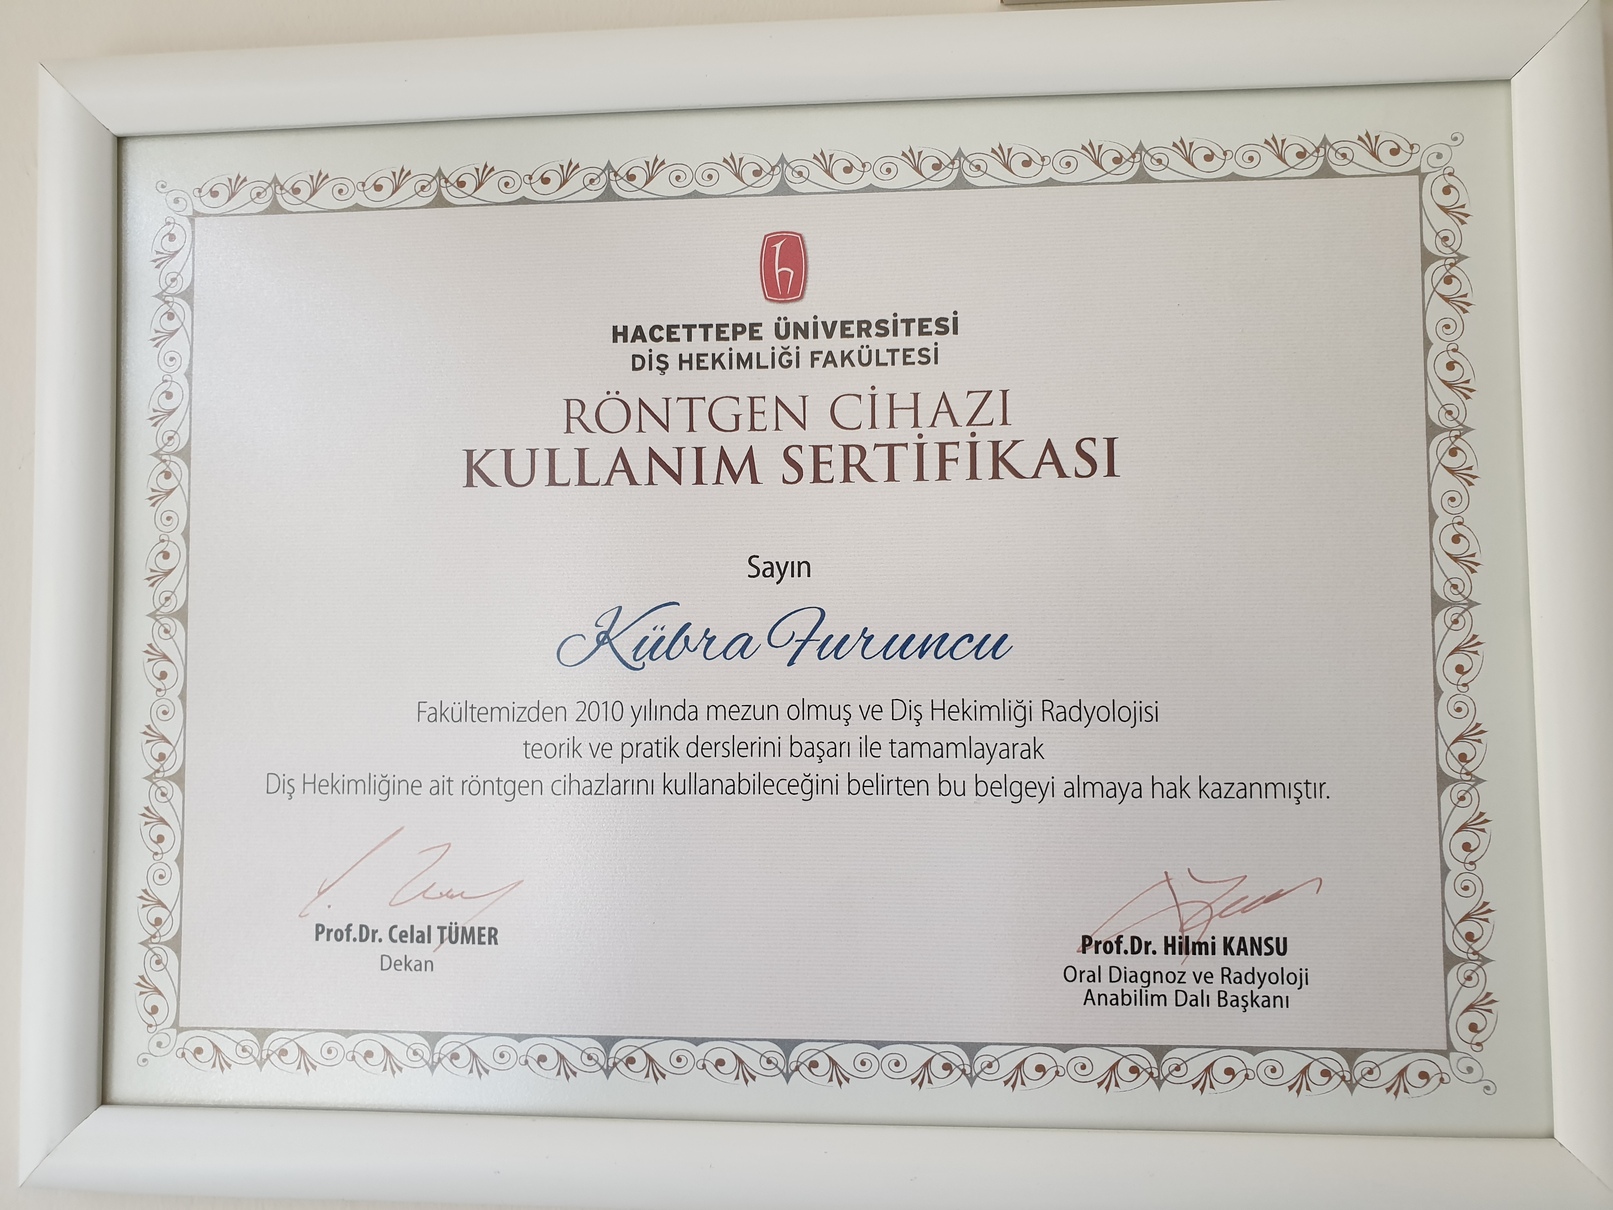 HACETTEPE ÜNİVERSİTESİ
DİŞ HEKİMLİĞİ FAKÜLTESİ
RÖNTGEN CİHAZI
KULLANIM SERTİFİKASI
Sayın
Kübra Furuncu
Fakültemizden 2010 yılında mezun olmuş ve Diş Hekimliği Radyolojisi
teorik ve pratik derslerini başarı ile tamamlayarak
Diş Hekimliğine ait röntgen cihazlarını kullanabileceğini belirten bu belgeyi almaya hak kazanmıştır.
Prof.Dr. Celal TÜMER
Dekan
Prof.Dr. Hilmi KANSU
Oral Diagnoz ve Radyoloji
Anabilim Dalı Başkanı